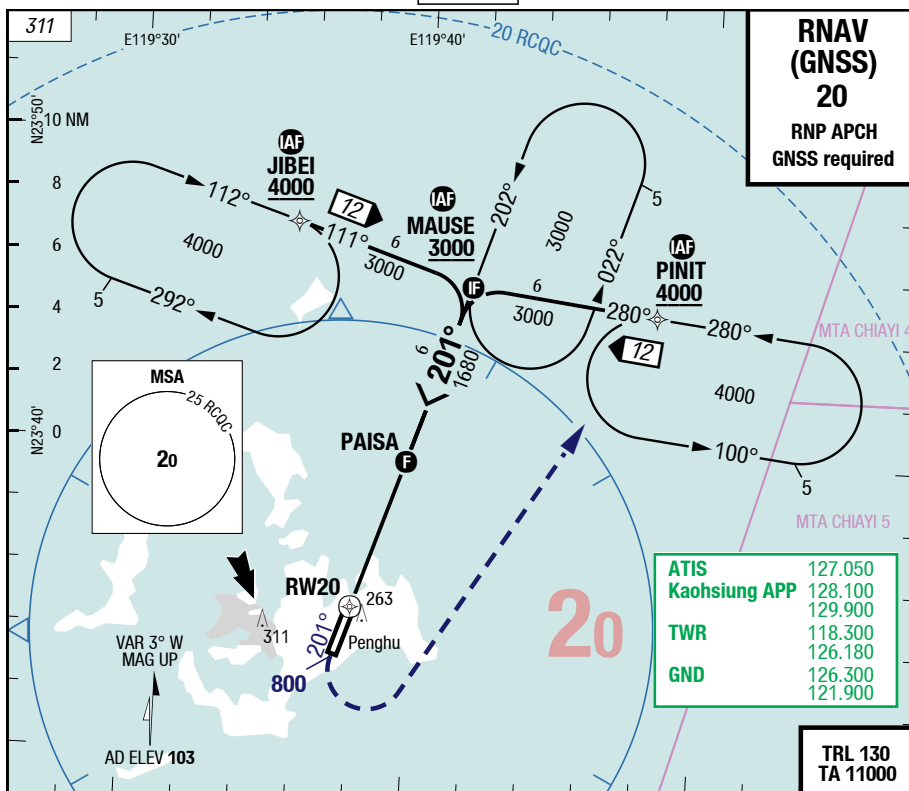 311
E119°30'
E119°40'
20 RCQC
RNAV
(GNSS)
20
RNP APCH
GNSS required
N23°50'
10 NM
8
6
4
2
0
N23°40'
IAF
JIBEI
4000
112°
111°
12
6
3000
4000
292°
5
IAF
MAUSE
3000
IF
202°
3000
022°
5
IAF
PINIT
4000
6
3000
280°
280°
12
4000
100°
5
MTA CHIAYI 4
MTA CHIAYI 5
201°
6
1680
PAISA
F
MSA
25 RCQC
20
RW20
263
311
Penghu
201°
800
20
VAR 3° W
MAG UP
AD ELEV 103
ATIS 127.050
Kaohsiung APP 128.100
129.900
TWR 118.300
126.180
GND 126.300
121.900
TRL 130
TA 11000